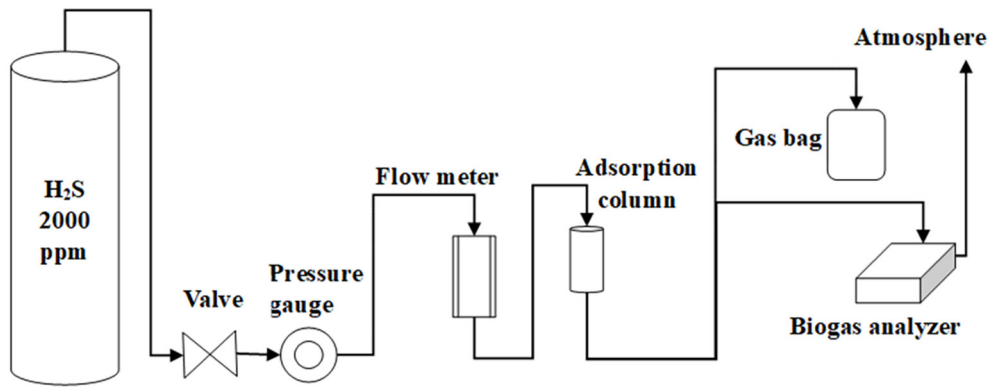 H₂S
2000
ppm
Valve
Pressure
gauge
Flow meter
Adsorption
column
Gas bag
Atmosphere
Biogas analyzer